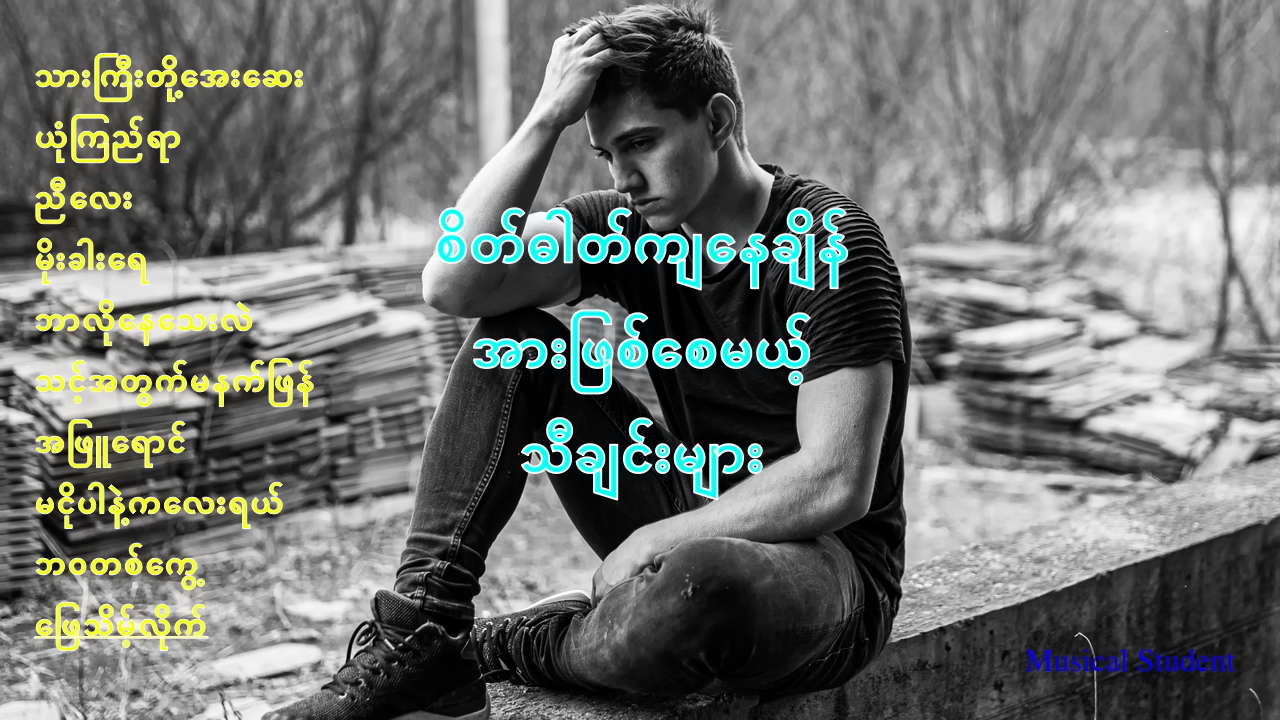 သားကြီးတို့အေးဆေး
ယုံကြည်ရာ
ညီလေး
မိုးခါးရေ
ဘာလိုနေသေးလဲ
သင့်အတွက်မနက်ဖြန်
အဖြူရောင်
မငိုပါနဲ့ကလေးရယ်
ဘဝတစ်ကွေ့
ဖြေသိမ့်လိုက်
စိတ်ဓါတ်ကျနေချိန်
အားဖြစ်စေမယ့်
သီချင်းများ
Musical Student